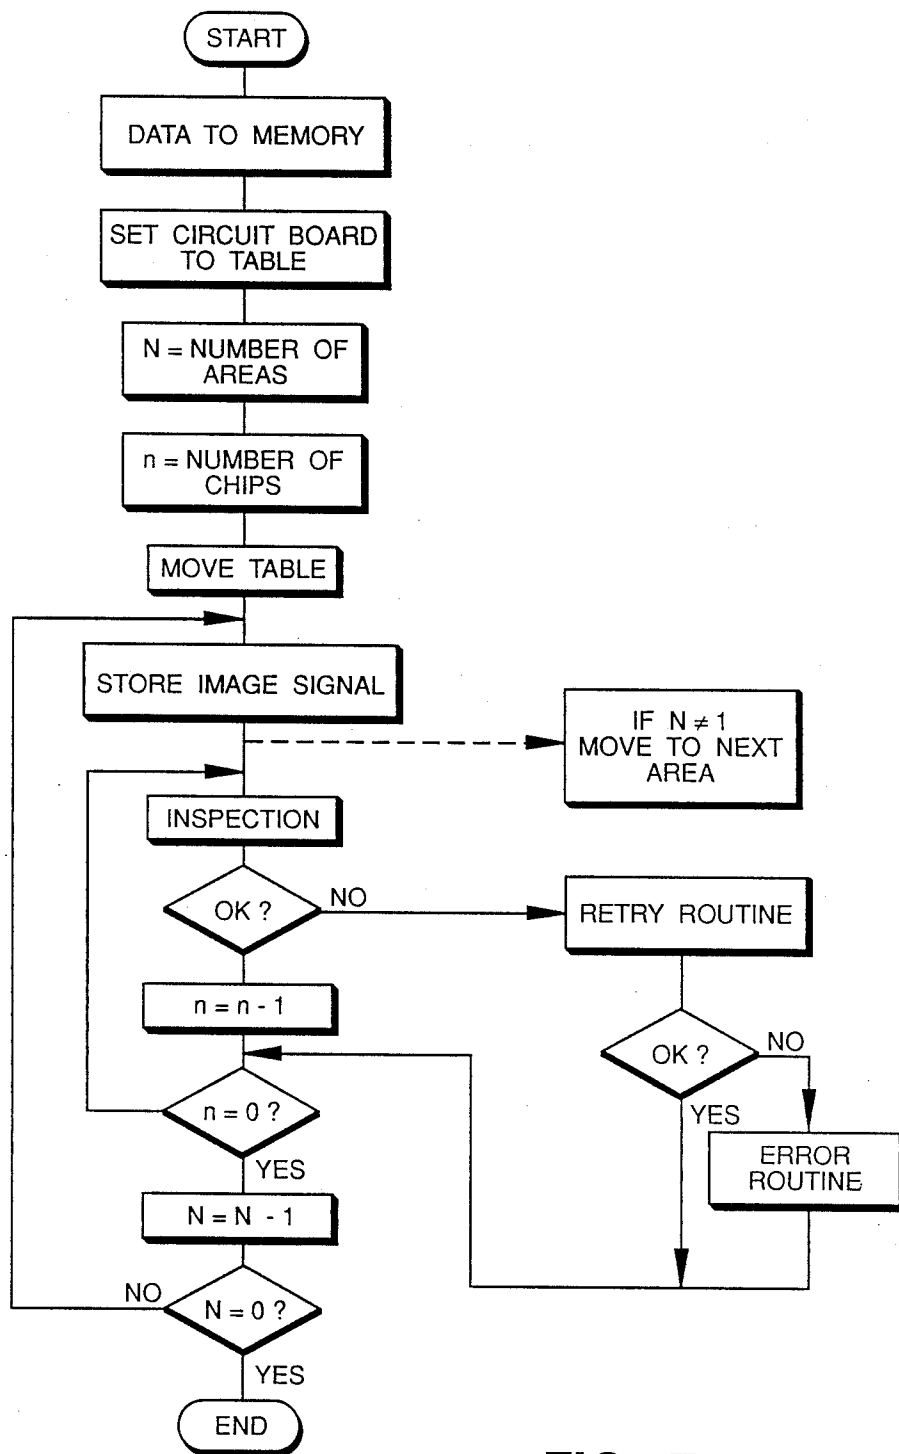 START
DATA TO MEMORY
SET CIRCUIT BOARD
TO TABLE
N = NUMBER OF
AREAS
n = NUMBER OF
CHIPS
MOVE TABLE
STORE IMAGE SIGNAL
IF N ≠ 1
MOVE TO NEXT
AREA
INSPECTION
OK ?
NO
RETRY ROUTINE
n = n - 1
OK ?
NO
YES
n = 0 ?
YES
ERROR
ROUTINE
N = N - 1
NO
N = 0 ?
YES
END